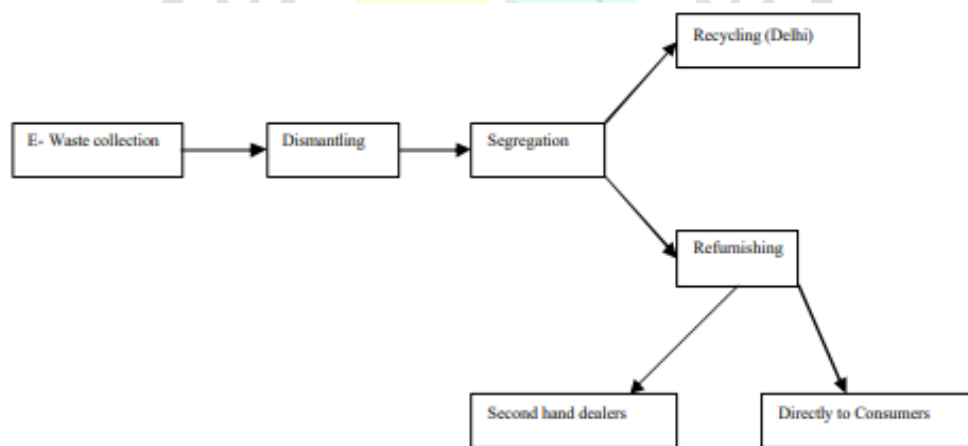 Recycling (Delhi)
E- Waste collection
Dismantling
Segregation
Refurnishing
Second hand dealers
Directly to Consumers